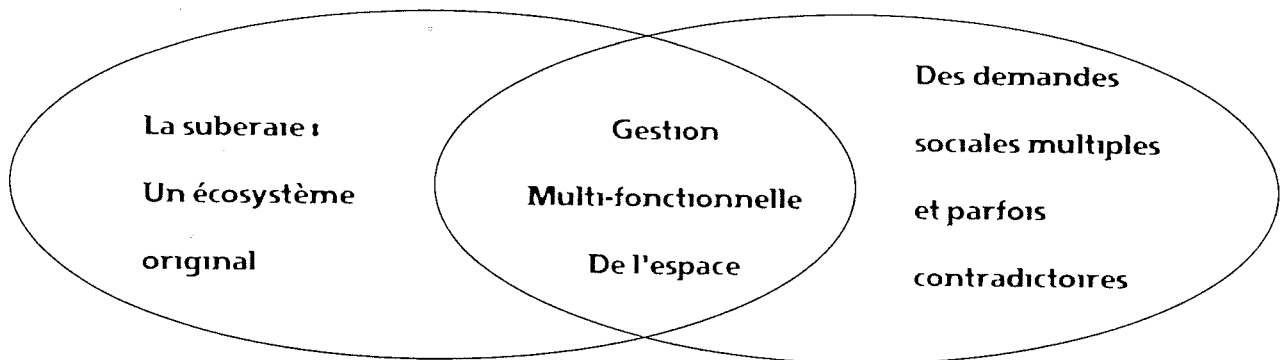 La suberaie :
Un écosystème
original
Gestion
Multi-fonctionnelle
De l'espace
Des demandes
sociales multiples
et parfois
contradictoires